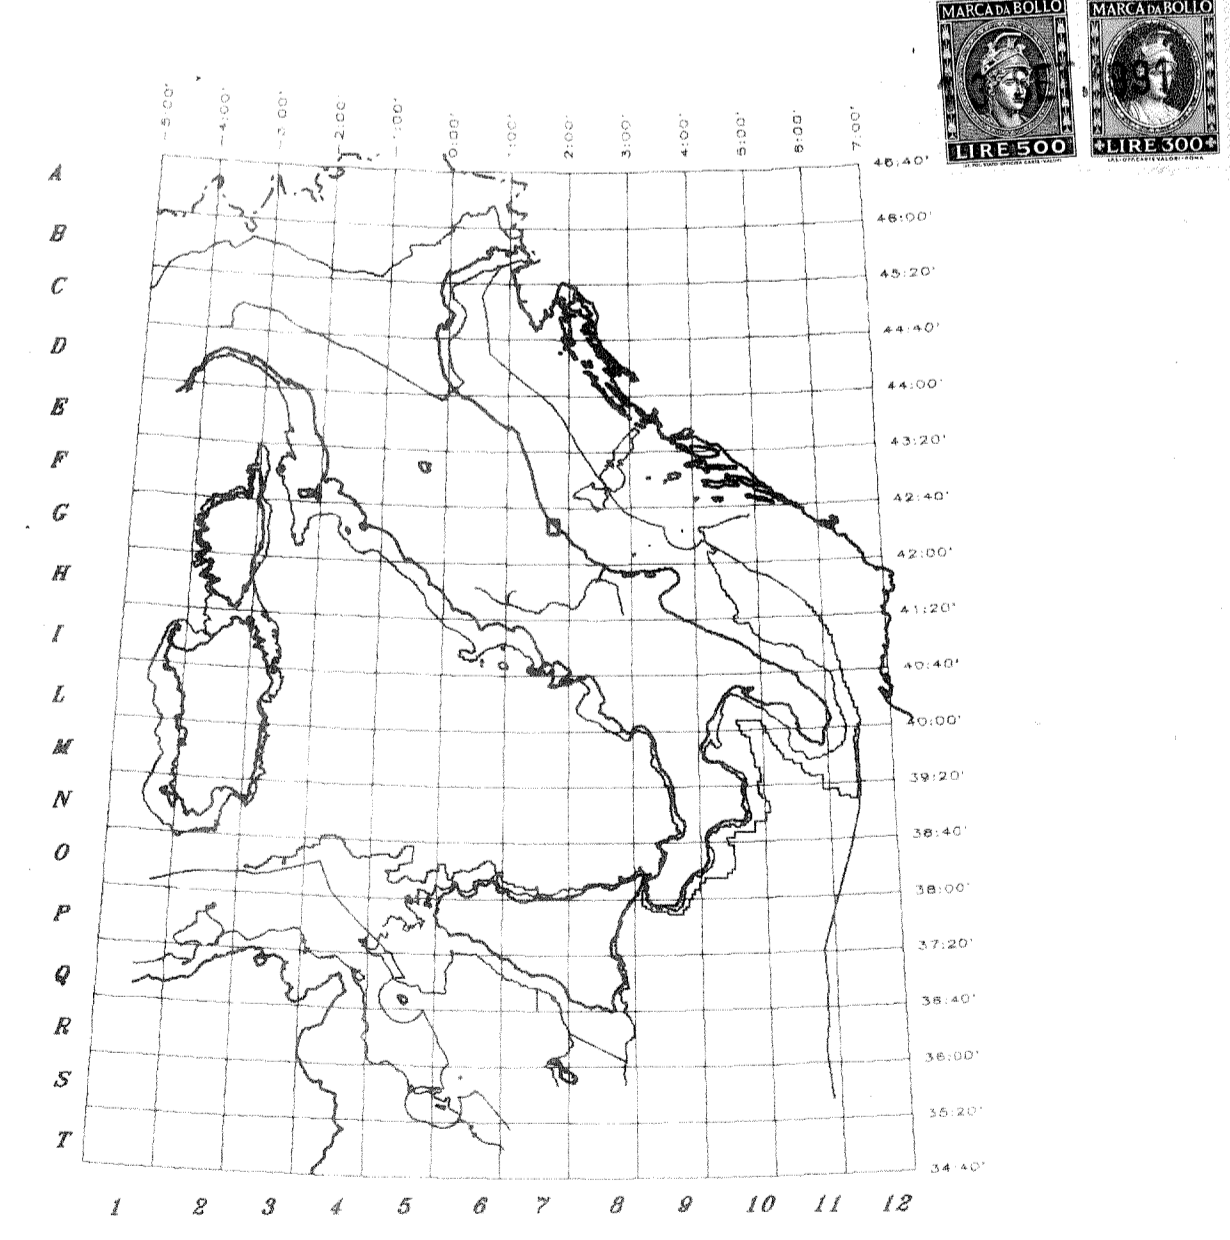 MARCA DA BOLLO MARCA DA BOLLO
LIRE 500 LIRE 300
-5:00' -4:00' -3:00' -2:00' -1:00' 0:00' 1:00' 2:00' 3:00' 4:00' 5:00' 6:00' 7:00'
A 46:40'
B 46:00'
C 45:20'
D 44:40'
E 44:00'
F 43:20'
G 42:40'
H 42:00'
I 41:20'
L 40:40'
M 40:00'
N 39:20'
O 38:40'
P 38:00'
Q 37:20'
R 36:40'
S 36:00'
T 35:20'
34:40'
1 2 3 4 5 6 7 8 9 10 11 12